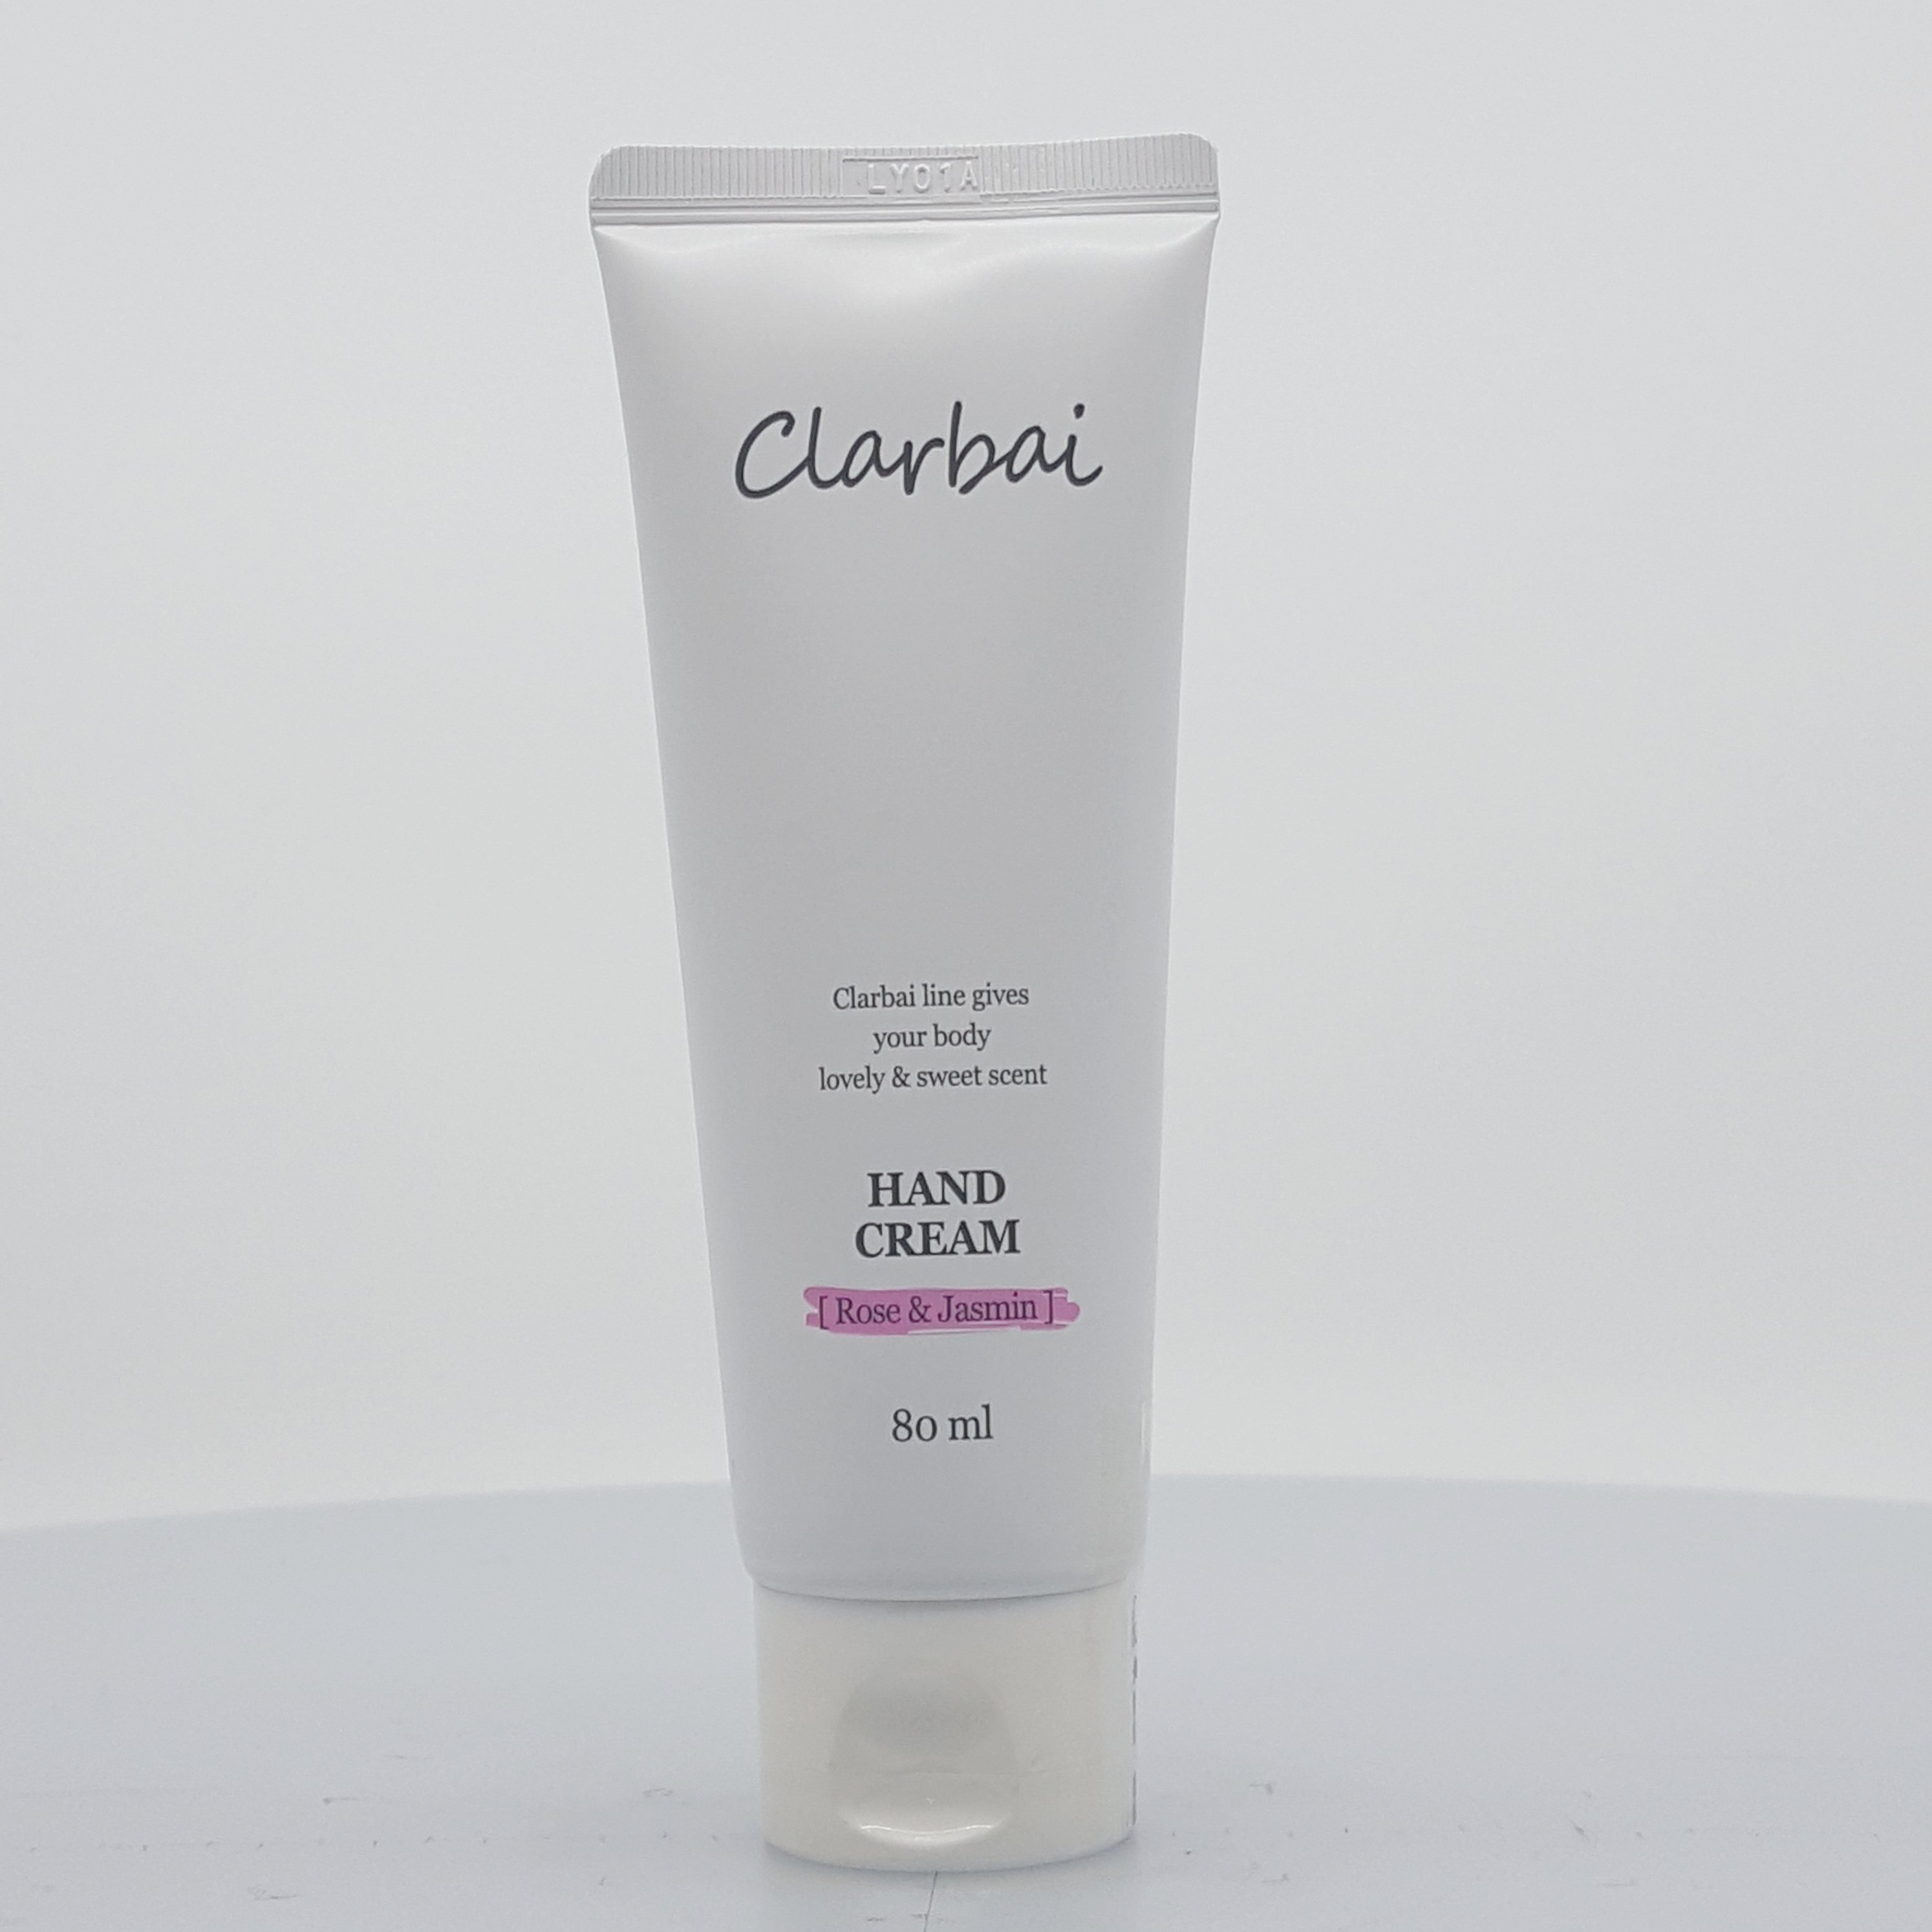 LY01A
Clarbai
Clarbai line gives
your body
lovely & sweet scent
HAND
CREAM
[ Rose & Jasmin ]
80 ml